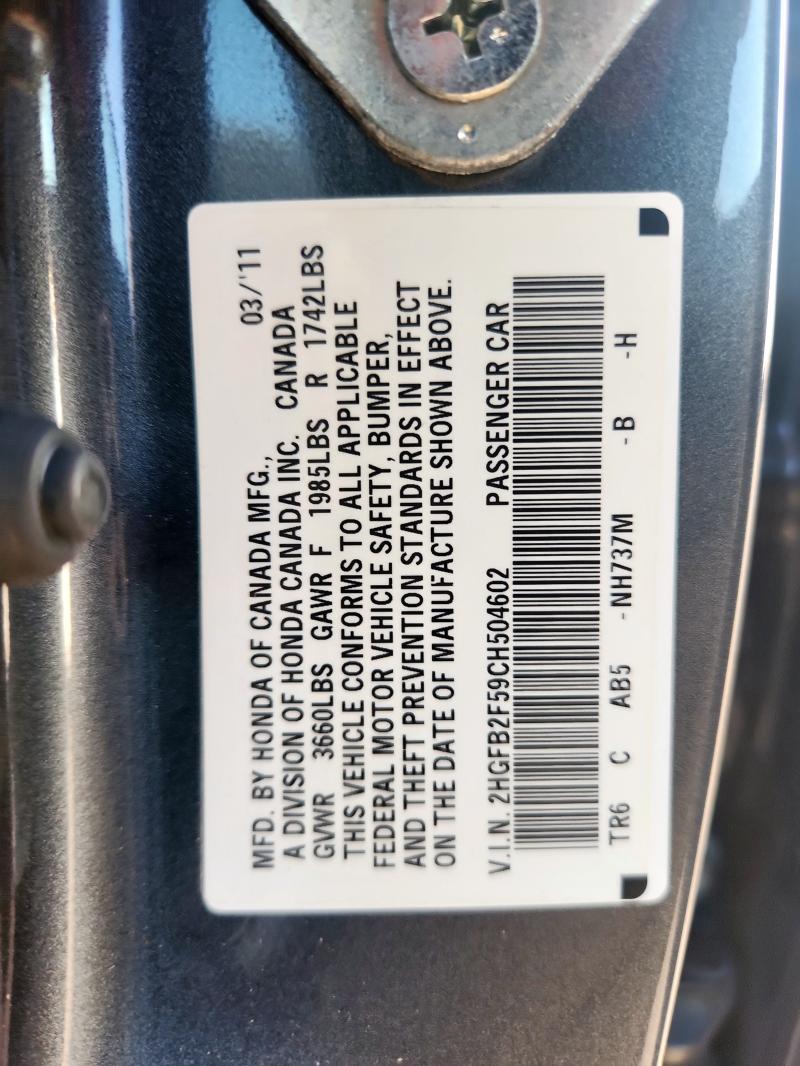 MFD. BY HONDA OF CANADA MFG., 03/'11
A DIVISION OF HONDA CANADA INC. CANADA
GVWR 3660LBS GAWR F 1985LBS R 1742LBS
THIS VEHICLE CONFORMS TO ALL APPLICABLE
FEDERAL MOTOR VEHICLE SAFETY, BUMPER,
AND THEFT PREVENTION STANDARDS IN EFFECT
ON THE DATE OF MANUFACTURE SHOWN ABOVE.
V.I.N. 2HGFB2F59CH504602 PASSENGER CAR
TR6 C AB5 -NH737M -B -H